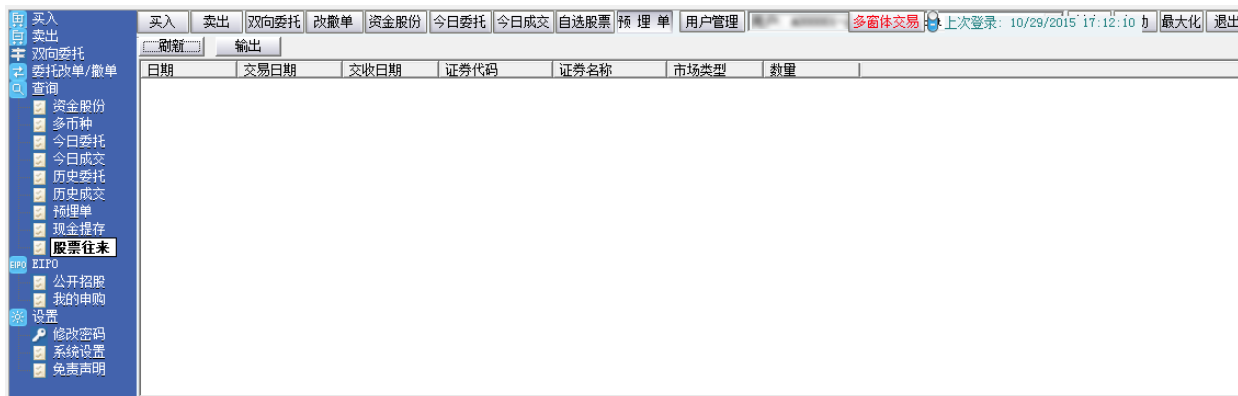 买入 卖出 双向委托 改撤单 资金股份 今日委托 今日成交 自选股票 预 埋 单 用户管理 多窗体交易 上次登录: 10/29/2015 17:12:10 最大化 退出
刷新 输出
日期 交易日期 交收日期 证券代码 证券名称 市场类型 数量
买入
卖出
双向委托
委托改单/撤单
查询
资金股份
多币种
今日委托
今日成交
历史委托
历史成交
预埋单
现金提存
股票往来
EIPO EIPO
公开招股
我的申购
设置
修改密码
系统设置
免责声明